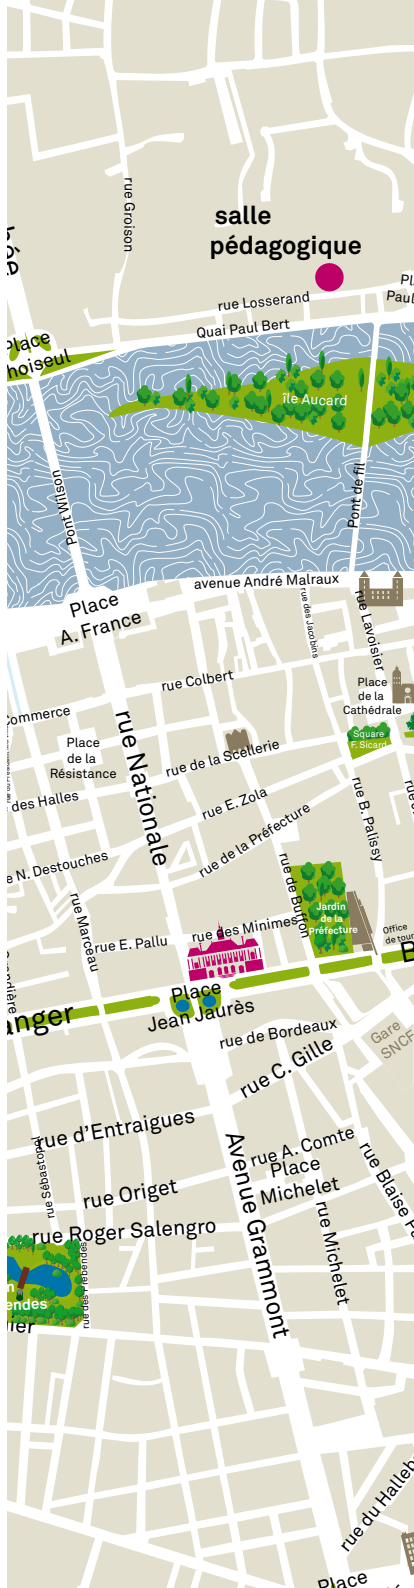 rue Groison
salle
pédagogique
rue Losserand
Quai Paul Bert
Place
île Aucard
Pont Wilson
Pont de fil
avenue André Malraux
Place
A. France
rue des Jacobins
rue Lavoisier
rue Colbert
Place
de la
Cathédrale
Commerce
rue Nationale
Place
de la
Résistance
Square
F. Sicard
rue de la Scellerie
des Halles
rue E. Zola
rue B. Palissy
rue de la Préfecture
N. Destouches
rue de Buffon
rue Marceau
Jardin
de la
Préfecture
rue des Minimes
rue E. Pallu
Office
de tour
B
anger
Place
Jean Jaurès
rue de Bordeaux
Gare
SNCF
rue C. Gille
rue d'Entraigues
rue Sébastopol
Avenue Grammont
rue A. Comte
Place
Michelet
rue Blaise Pa
rue Origet
rue Michelet
rue Roger Salengro
rue des Prébendes
endes
rue du Halleb
Place